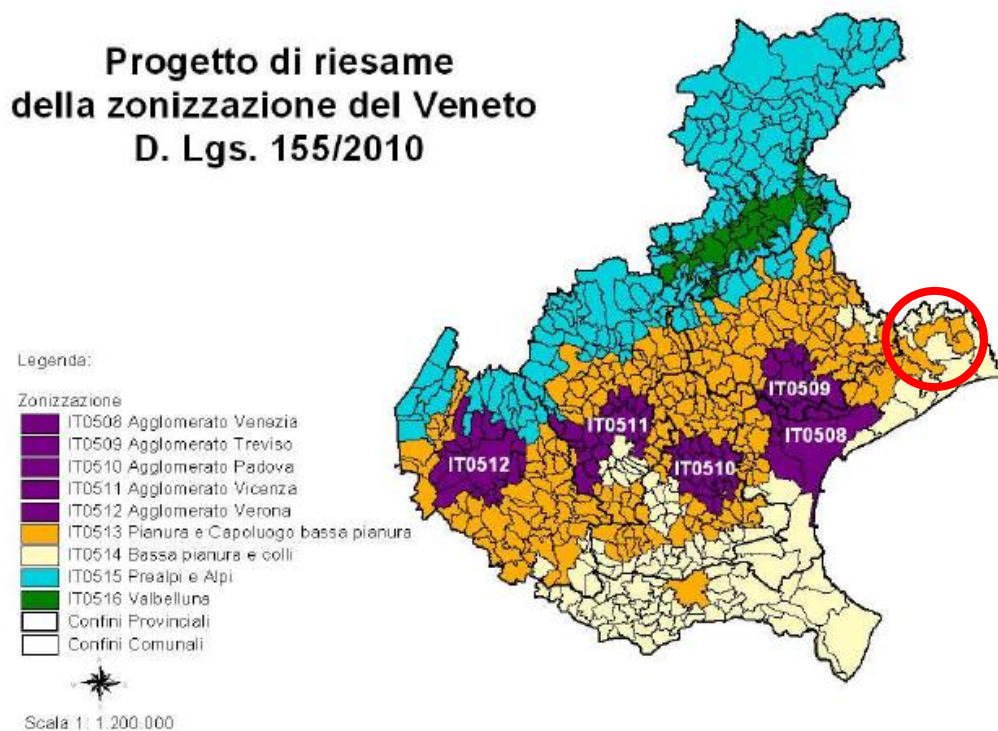 Progetto di riesame
della zonizzazione del Veneto
D. Lgs. 155/2010
Legenda:
Zonizzazione
IT0508 Agglomerato Venezia
IT0509 Agglomerato Treviso
IT0510 Agglomerato Padova
IT0511 Agglomerato Vicenza
IT0512 Agglomerato Verona
IT0513 Pianura e Capoluogo bassa pianura
IT0514 Bassa pianura e colli
IT0515 Prealpi e Alpi
IT0516 Valbelluna
Confini Provinciali
Confini Comunali
Scala 1: 1.200.000
IT0509
IT0511
IT0508
IT0512
IT0510